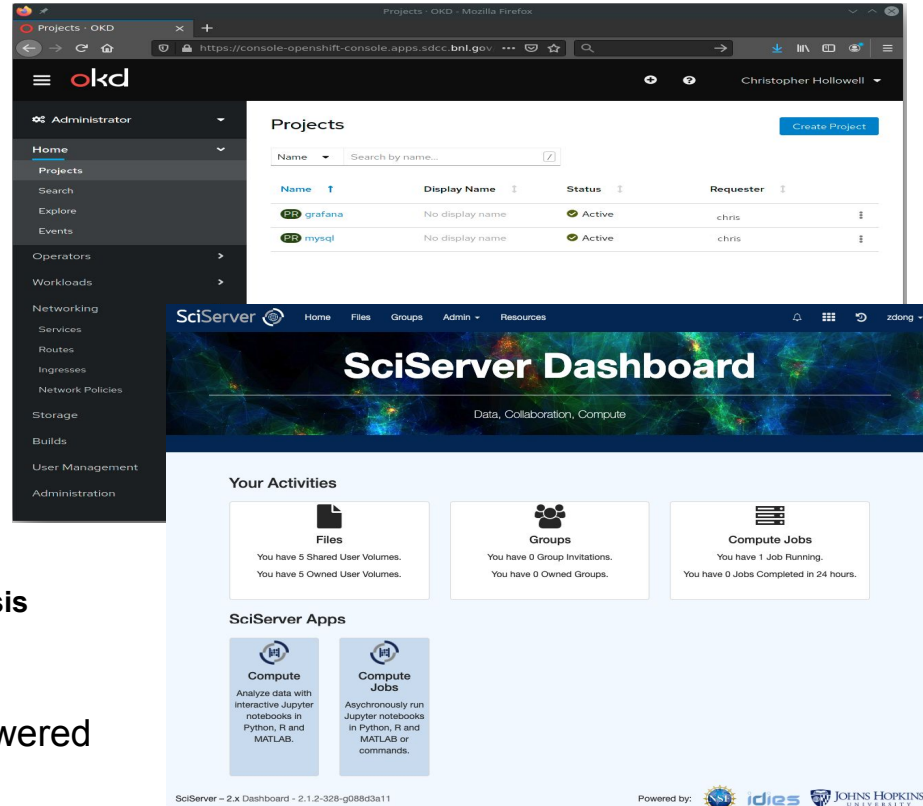 Projects · OKD - Mozilla Firefox
Projects · OKD × +
https://console-openshift-console.apps.sdcc.bnl.gov
okd
Christopher Hollowell
Administrator
Home
Projects
Search
Explore
Events
Operators
Workloads
Networking
Services
Routes
Ingresses
Network Policies
Storage
Builds
User Management
Administration
Projects
Create Project
Name Search by name... /
Name Display Name Status Requester
PR grafana No display name Active chris
PR mysql No display name Active chris
SciServer Home Files Groups Admin Resources zdong
SciServer Dashboard
Data, Collaboration, Compute
Your Activities
Files
You have 5 Shared User Volumes.
You have 5 Owned User Volumes.
Groups
You have 0 Group Invitations.
You have 0 Owned Groups.
Compute Jobs
You have 1 Job Running.
You have 0 Jobs Completed in 24 hours.
SciServer Apps
Compute
Analyze data with
interactive Jupyter
notebooks in
Python, R and
MATLAB.
Compute
Jobs
Asychronously run
Jupyter notebooks
in Python, R and
MATLAB or
commands.
SciServer – 2.x Dashboard - 2.1.2-328-g088d3a11
Powered by: NSF idies JOHNS HOPKINS
UNIVERSITY
sis
wered